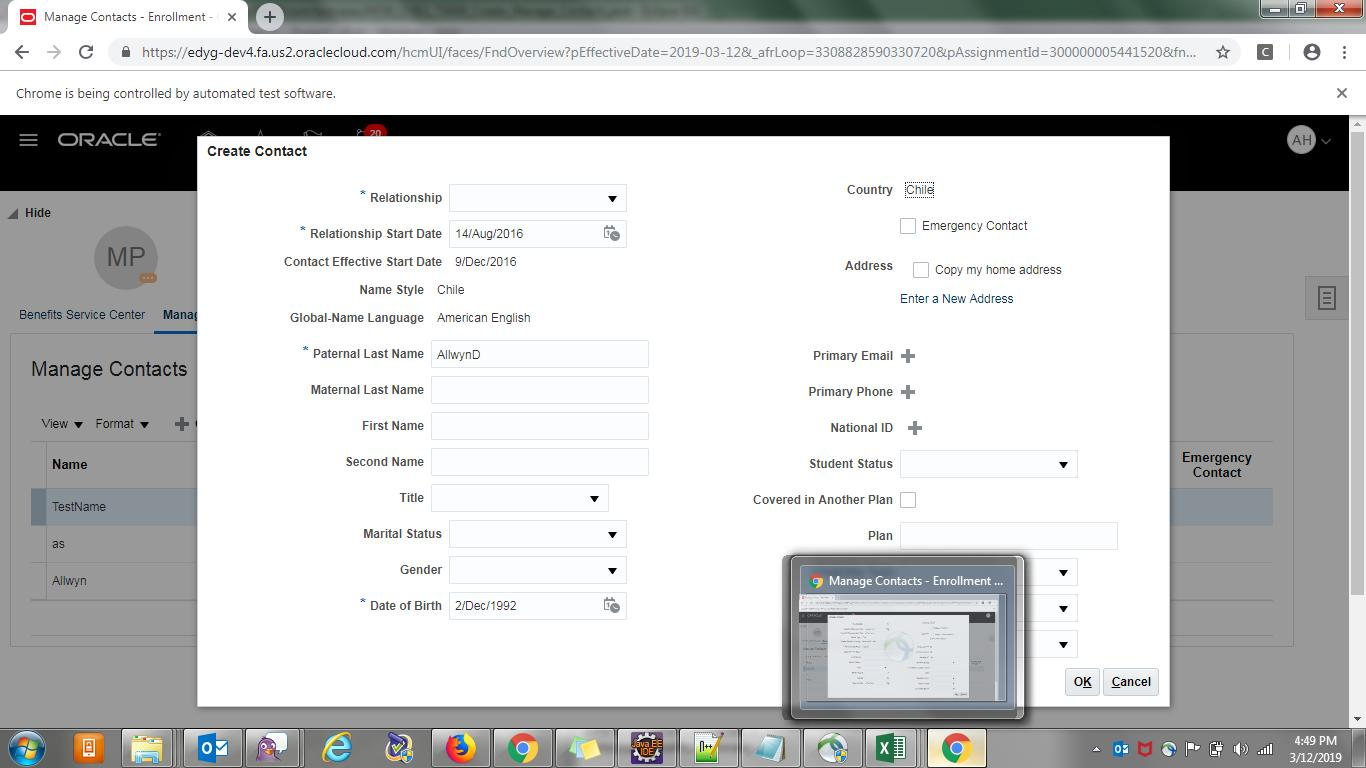 Manage Contacts - Enrollment -
https://edyg-dev4.fa.us2.oraclecloud.com/hcmUI/faces/FndOverview?pEffectiveDate=2019-03-12&_afrLoop=3308828590330720&pAssignmentId=300000005441520&fn...
Chrome is being controlled by automated test software.
ORACLE
20
AH
Create Contact
* Relationship
Country Chile
* Relationship Start Date 14/Aug/2016
Emergency Contact
Contact Effective Start Date 9/Dec/2016
Address Copy my home address
Name Style Chile
Enter a New Address
Global-Name Language American English
* Paternal Last Name AllwynD
Primary Email
Maternal Last Name
Primary Phone
First Name
National ID
Second Name
Student Status
Title
Covered in Another Plan
Marital Status
Plan
Gender
* Date of Birth 2/Dec/1992
OK Cancel
Hide
MP
Benefits Service Center Manag
Manage Contacts
View Format
Name
Emergency
Contact
TestName
as
Allwyn
Manage Contacts - Enrollment ...
Java EE
IDE
4:49 PM
3/12/2019